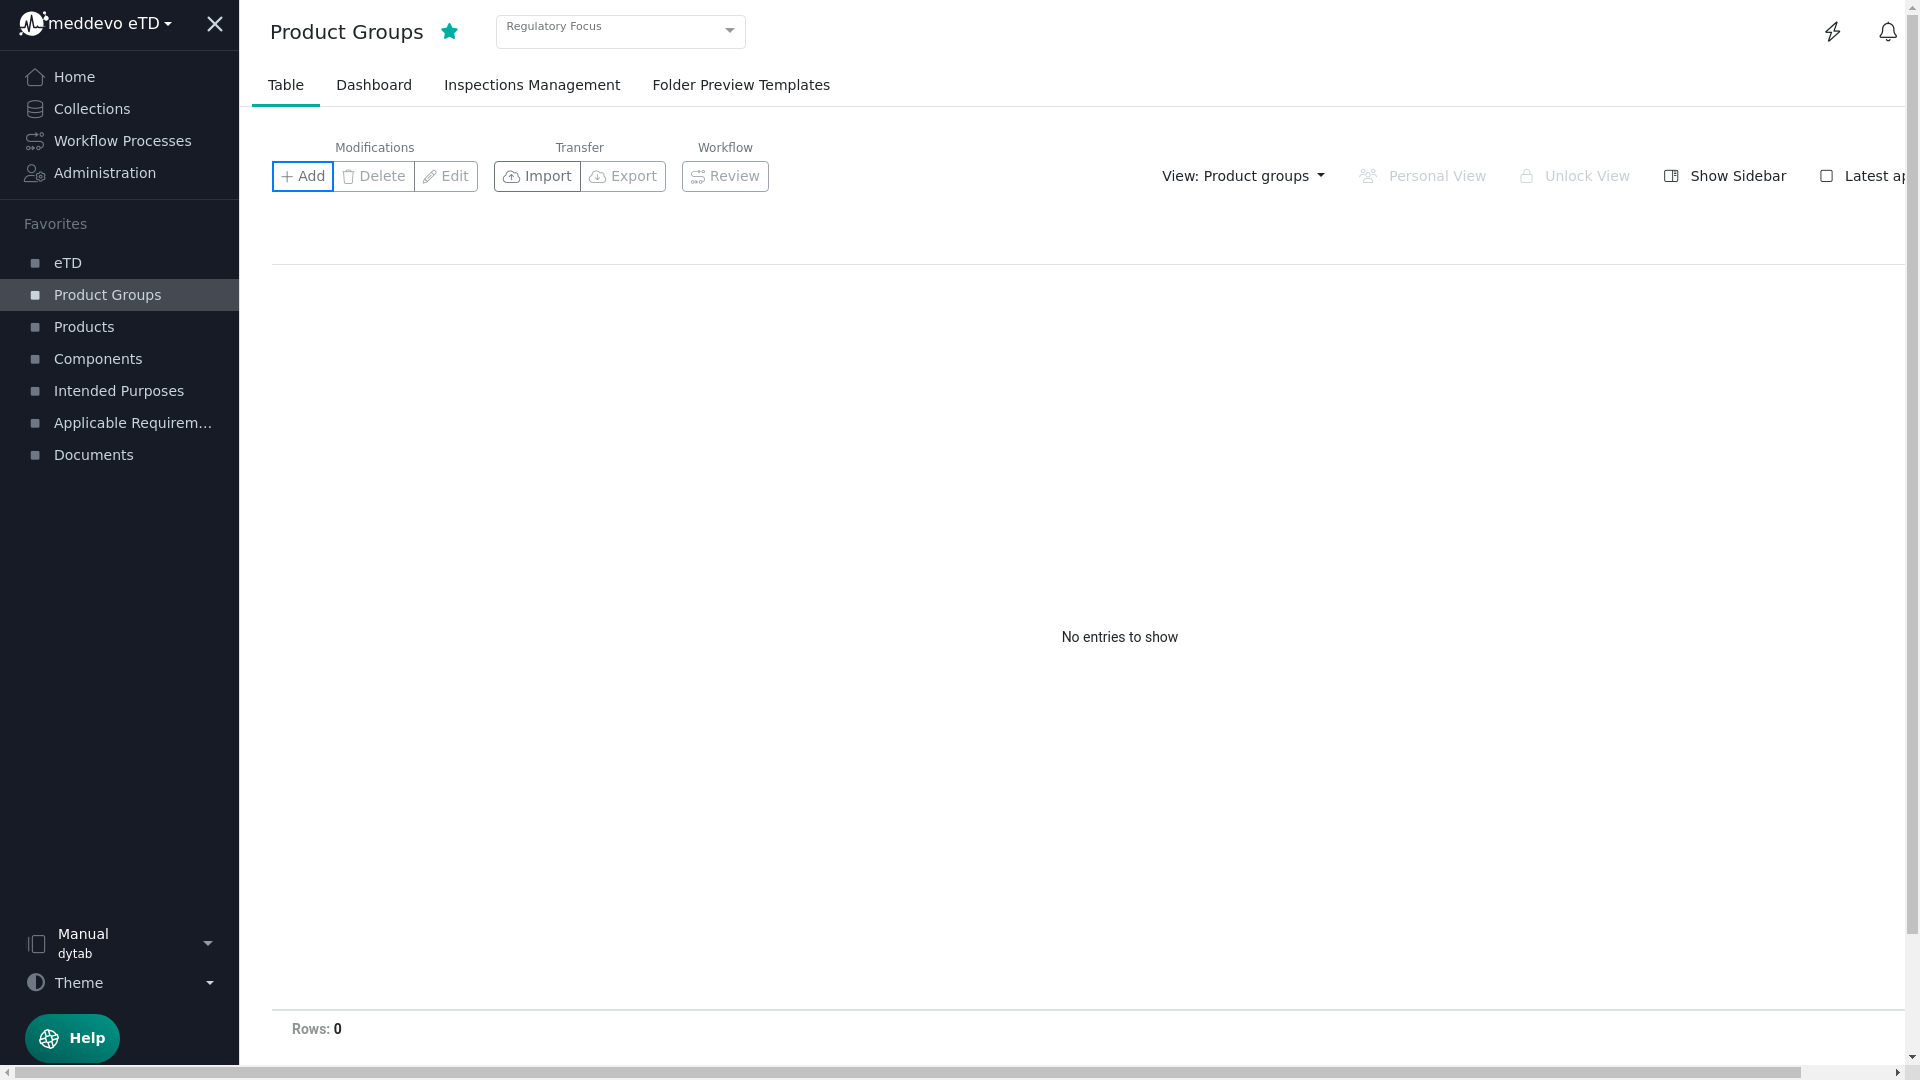 meddevo eTD
Home
Collections
Workflow Processes
Administration
Favorites
eTD
Product Groups
Products
Components
Intended Purposes
Applicable Requirem...
Documents
Manual
dytab
Theme
Help
Product Groups
Regulatory Focus
Table Dashboard Inspections Management Folder Preview Templates
Modifications Transfer Workflow
Add Delete Edit Import Export Review View: Product groups Personal View Unlock View Show Sidebar Latest ap
No entries to show
Rows: 0